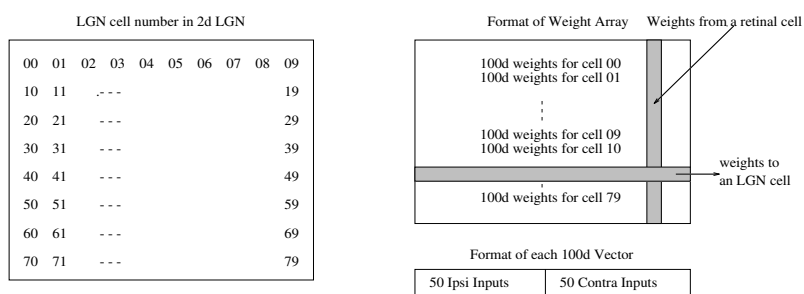 LGN cell number in 2d LGN
00 01 02 03 04 05 06 07 08 09
10 11 .--- 19
20 21 --- 29
30 31 --- 39
40 41 --- 49
50 51 --- 59
60 61 --- 69
70 71 --- 79
Format of Weight Array
Weights from a retinal cell
100d weights for cell 00
100d weights for cell 01
100d weights for cell 09
100d weights for cell 10
weights to
an LGN cell
100d weights for cell 79
Format of each 100d Vector
50 Ipsi Inputs 50 Contra Inputs